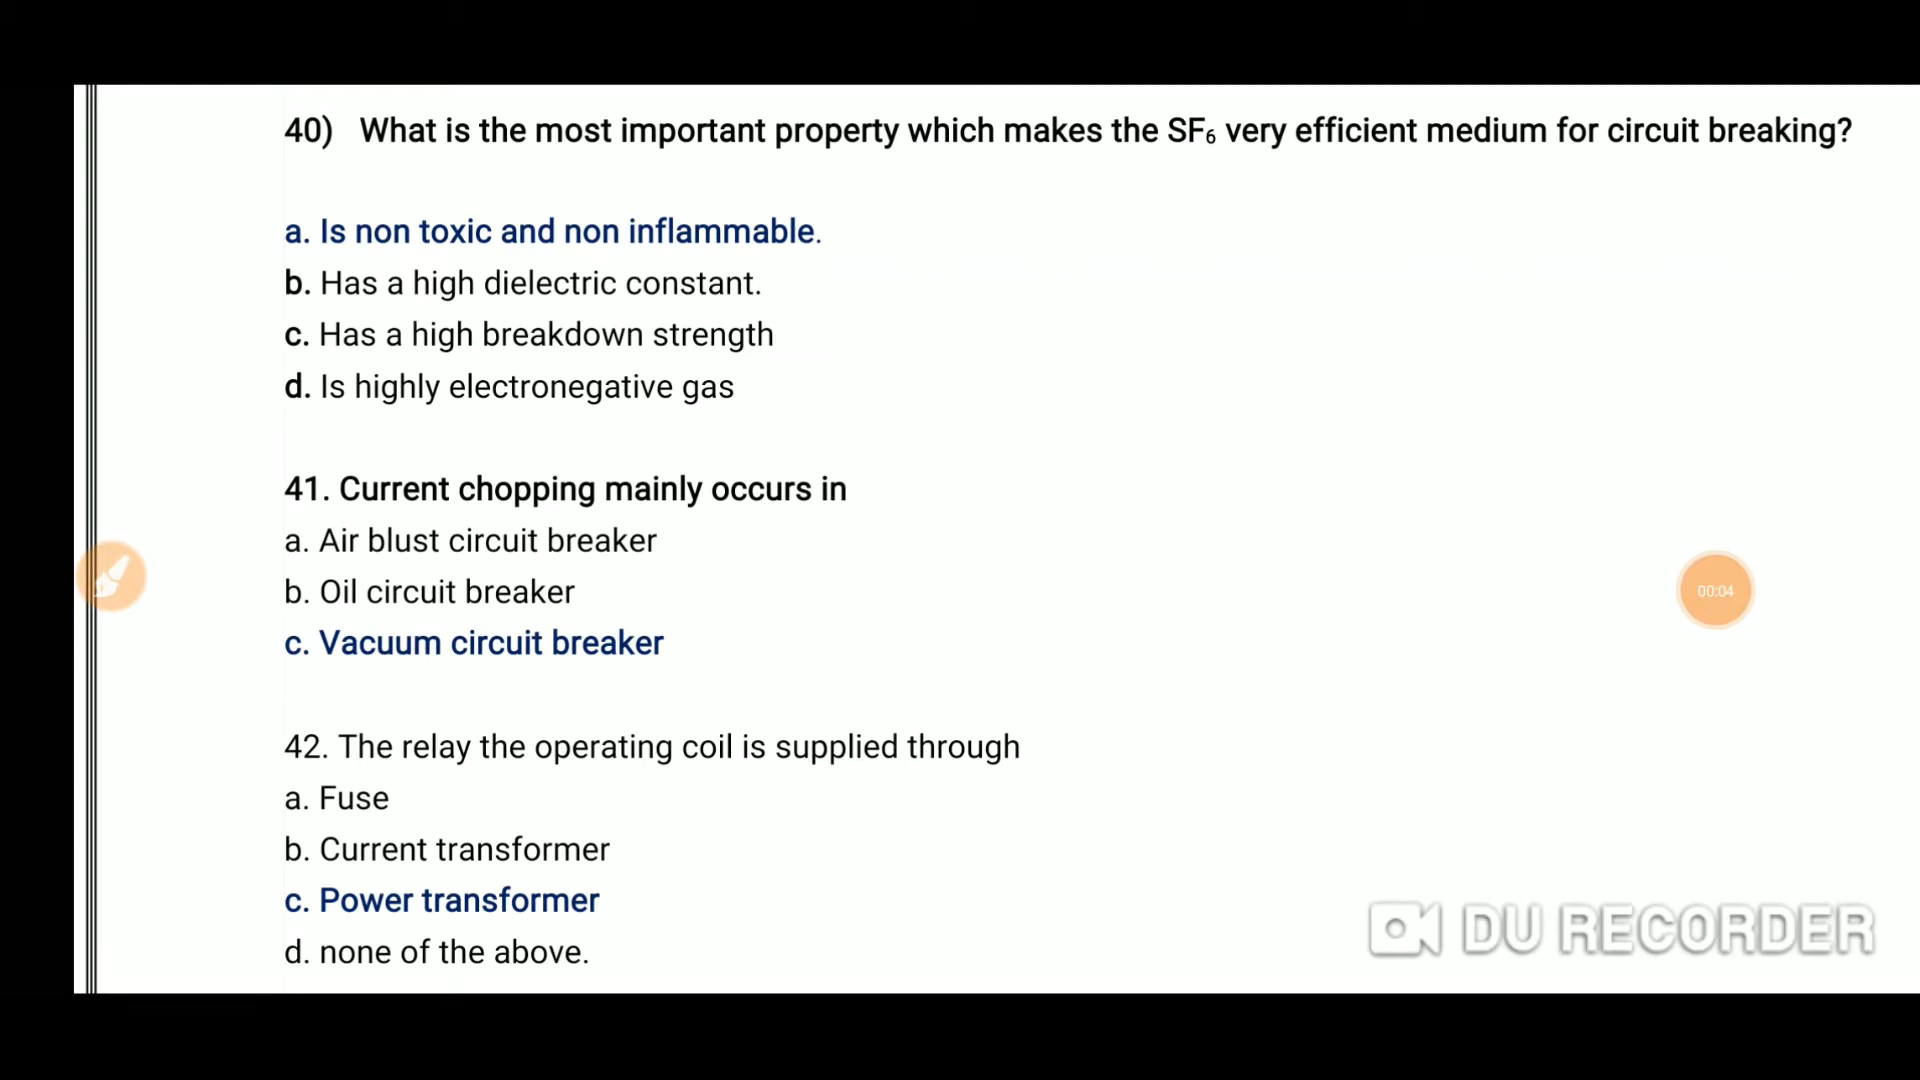 40) What is the most important property which makes the SF₆ very efficient medium for circuit breaking?
a. Is non toxic and non inflammable.
b. Has a high dielectric constant.
c. Has a high breakdown strength
d. Is highly electronegative gas
41. Current chopping mainly occurs in
a. Air blust circuit breaker
b. Oil circuit breaker
c. Vacuum circuit breaker
00:04
42. The relay the operating coil is supplied through
a. Fuse
b. Current transformer
c. Power transformer
d. none of the above.
DU RECORDER